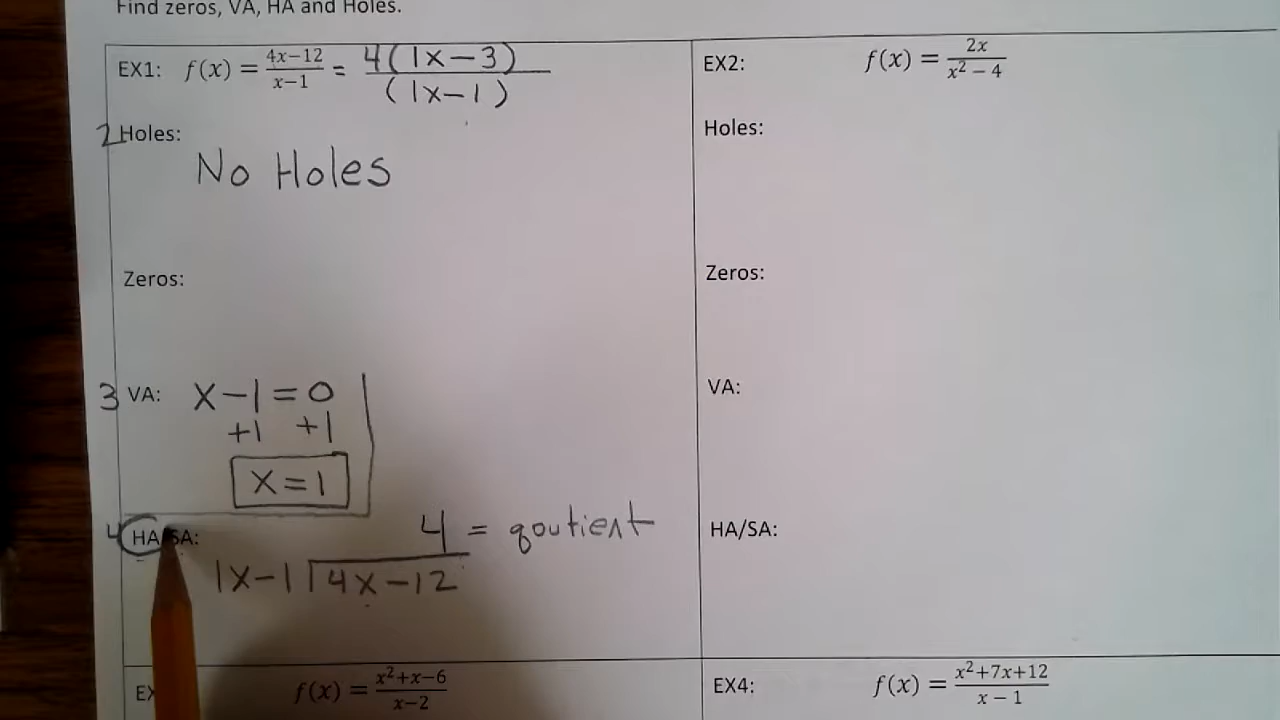 Find zeros, VA, HA and Holes.
EX1: f(x) = 4x−12 / x−1 = 4(1x−3) / (1x−1)
2 Holes:
No Holes
Zeros:
3 VA: x−1=0
+1 +1
x=1
4 HA/SA: 4 = qoutient
1x−1 4x−12
EX2: f(x) = 2x / x² − 4
Holes:
Zeros:
VA:
HA/SA:
f(x) = x²+x−6 / x−2
EX4: f(x) = x²+7x+12 / x − 1